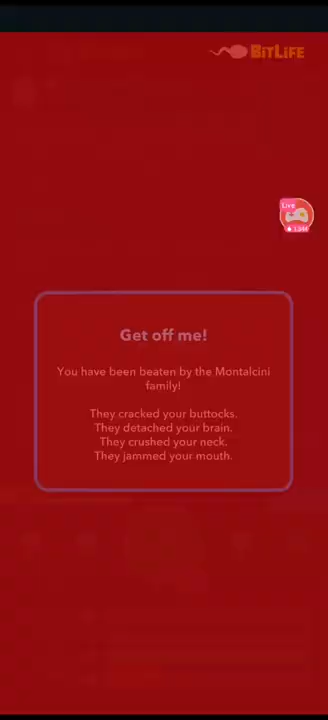 BitLife
Live
Get off me!
You have been beaten by the Montalcini
family!
They cracked your buttocks.
They detached your brain.
They crushed your neck.
They jammed your mouth.